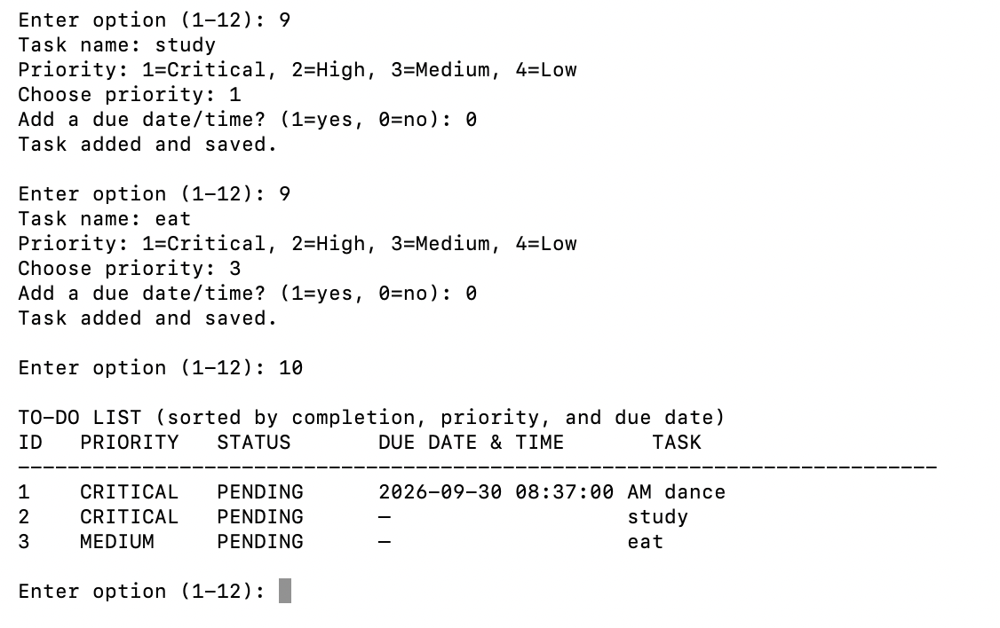 Enter option (1-12): 9
Task name: study
Priority: 1=Critical, 2=High, 3=Medium, 4=Low
Choose priority: 1
Add a due date/time? (1=yes, 0=no): 0
Task added and saved.
Enter option (1-12): 9
Task name: eat
Priority: 1=Critical, 2=High, 3=Medium, 4=Low
Choose priority: 3
Add a due date/time? (1=yes, 0=no): 0
Task added and saved.
Enter option (1-12): 10
TO-DO LIST (sorted by completion, priority, and due date)
ID   PRIORITY   STATUS       DUE DATE & TIME       TASK
--------------------------------------------------------------------------
1    CRITICAL   PENDING      2026-09-30 08:37:00 AM dance
2    CRITICAL   PENDING      -                   study
3    MEDIUM     PENDING      -                   eat
Enter option (1-12):